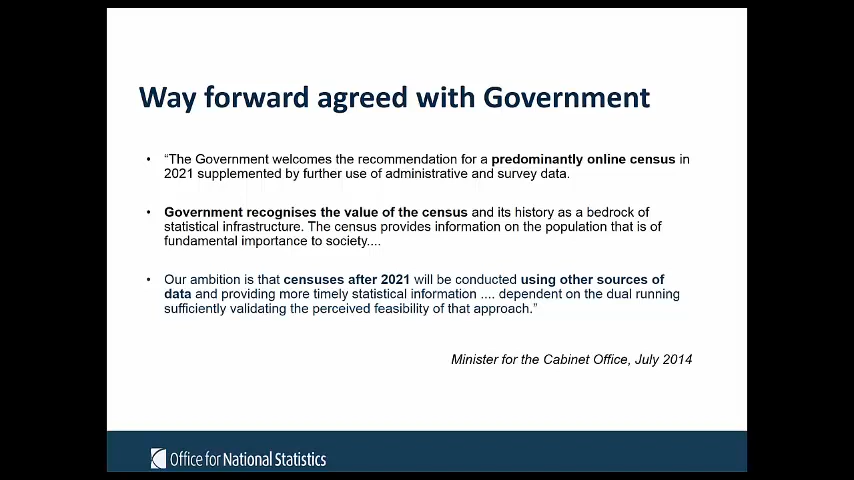 Way forward agreed with Government
• “The Government welcomes the recommendation for a predominantly online census in
2021 supplemented by further use of administrative and survey data.
• Government recognises the value of the census and its history as a bedrock of
statistical infrastructure. The census provides information on the population that is of
fundamental importance to society....
• Our ambition is that censuses after 2021 will be conducted using other sources of
data and providing more timely statistical information .... dependent on the dual running
sufficiently validating the perceived feasibility of that approach.”
Minister for the Cabinet Office, July 2014
Office for National Statistics